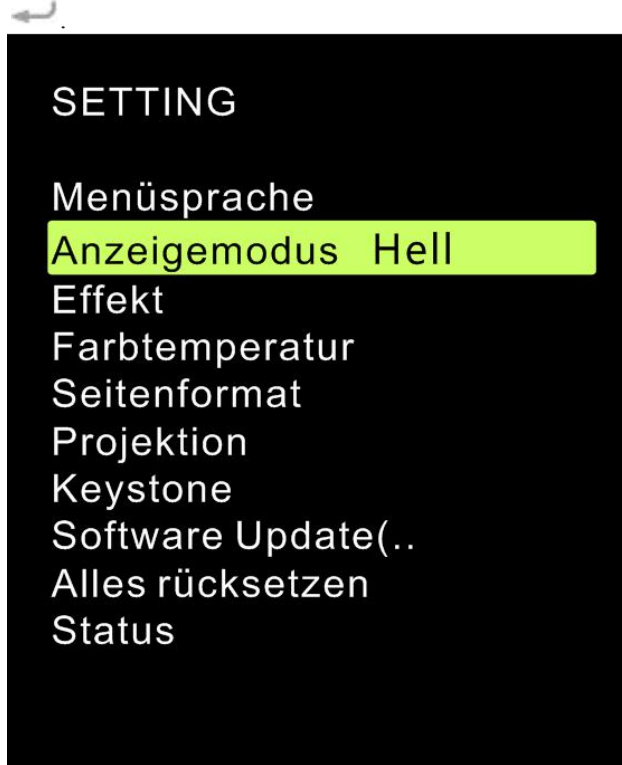 .
SETTING
Menüsprache
Anzeigemodus Hell
Effekt
Farbtemperatur
Seitenformat
Projektion
Keystone
Software Update(..
Alles rücksetzen
Status